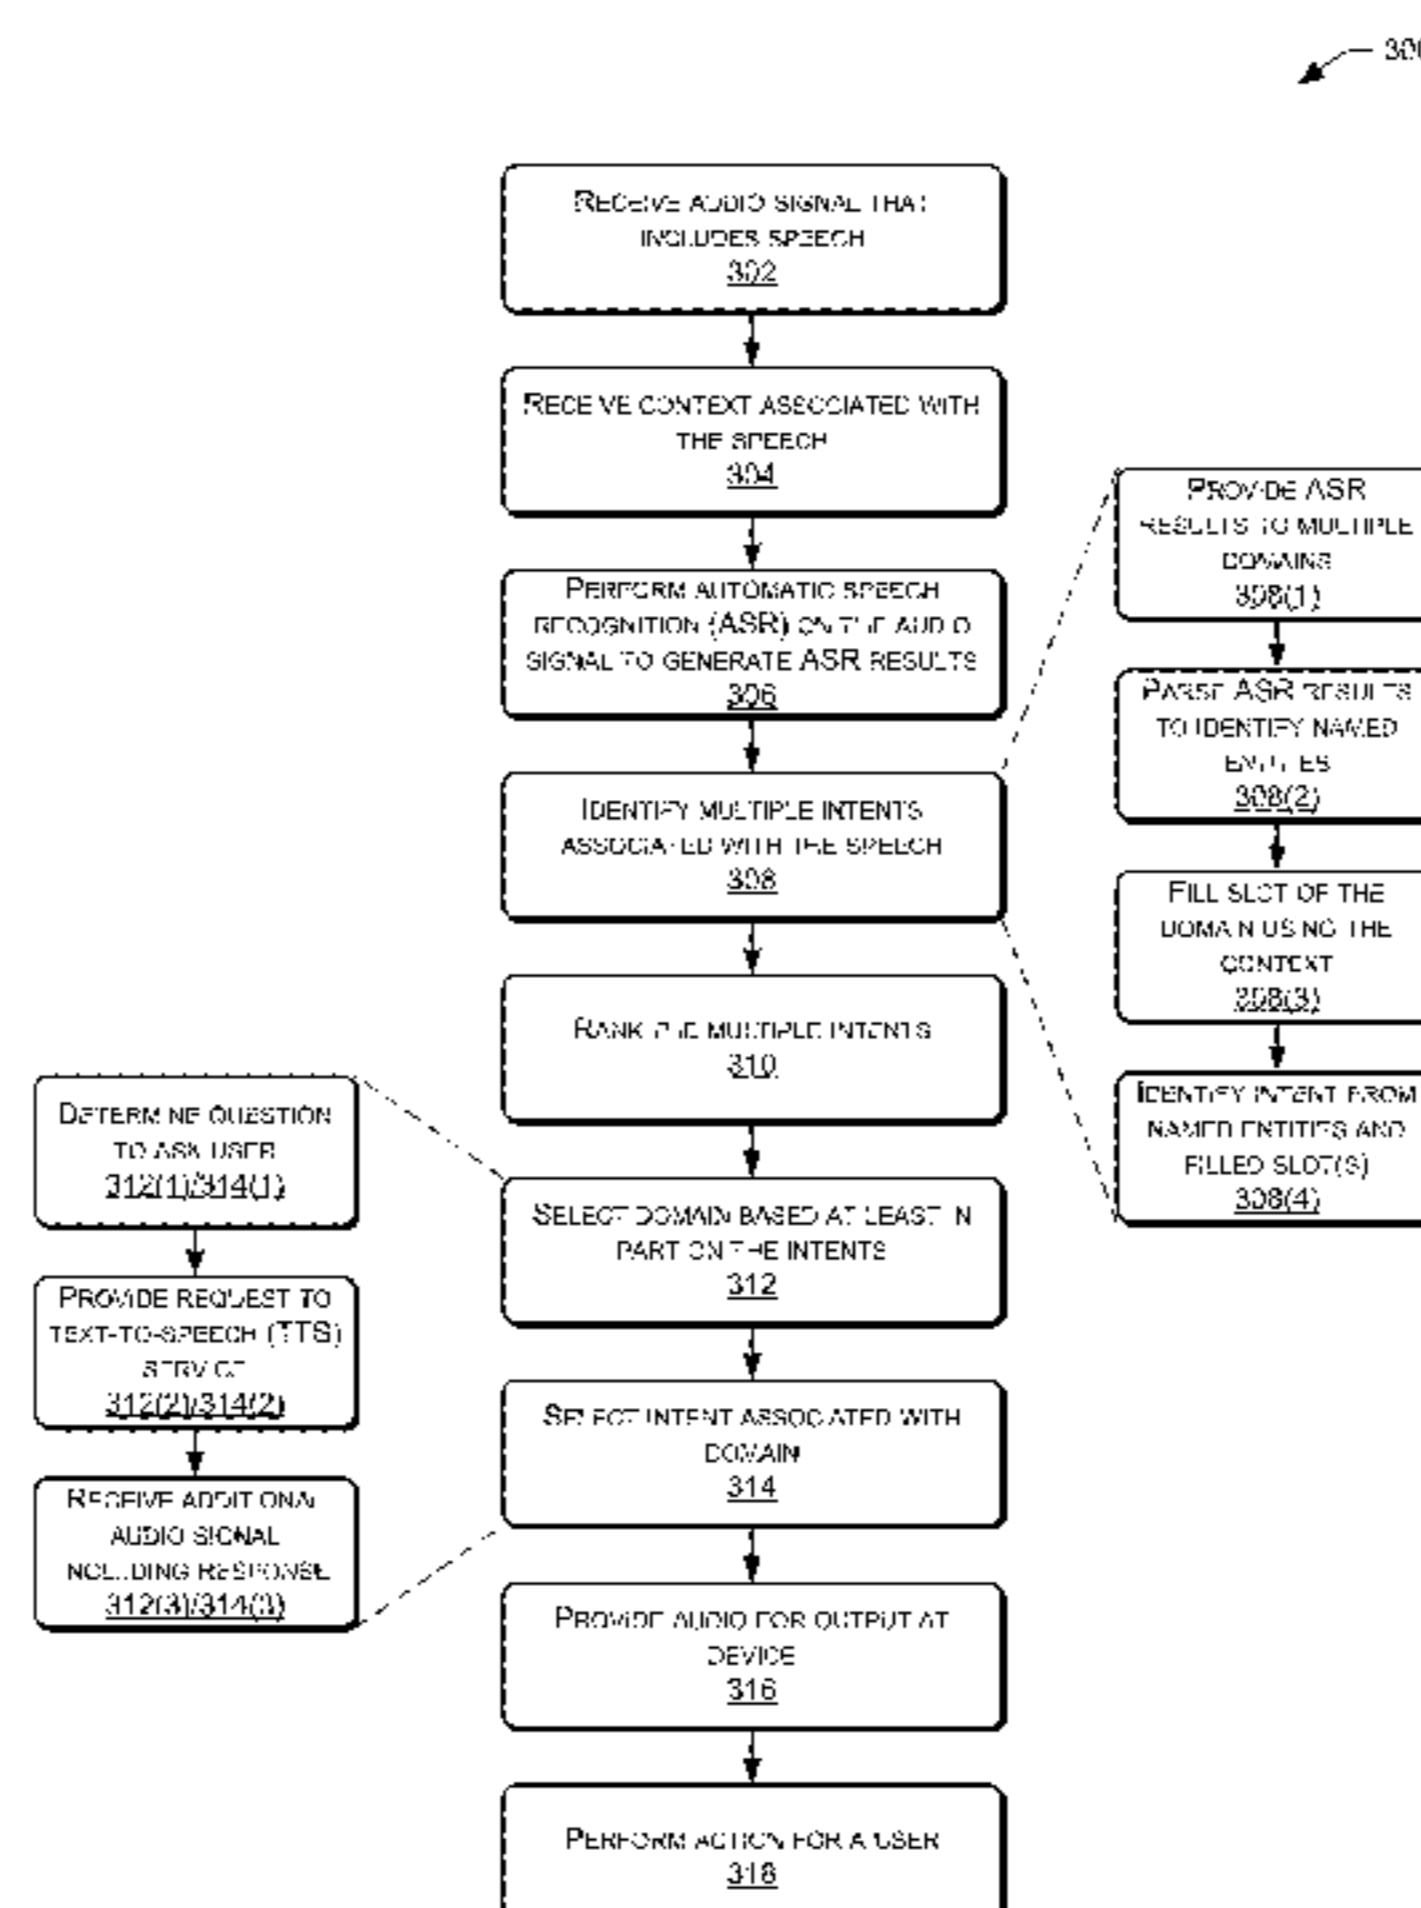 300
RECEIVE AUDIO SIGNAL THAT
INCLUDES SPEECH
302
RECEIVE CONTEXT ASSOCIATED WITH
THE SPEECH
304
PERFORM AUTOMATIC SPEECH
RECOGNITION (ASR) ON THE AUDIO
SIGNAL TO GENERATE ASR RESULTS
306
IDENTIFY MULTIPLE INTENTS
ASSOCIATED WITH THE SPEECH
308
PROVIDE ASR
RESULTS TO MULTIPLE
DOMAINS
308(1)
PARSE ASR RESULTS
TO IDENTIFY NAMED
ENTITIES
308(2)
FILL SLOT OF THE
DOMAIN USING THE
CONTEXT
308(3)
IDENTIFY INTENT FROM
NAMED ENTITIES AND
FILLED SLOT(S)
308(4)
RANK THE MULTIPLE INTENTS
310
SELECT DOMAIN BASED AT LEAST IN
PART ON THE INTENTS
312
DETERMINE QUESTION
TO ASK USER
312(1)/314(1)
PROVIDE REQUEST TO
TEXT-TO-SPEECH (TTS)
SERVICE
312(2)/314(2)
RECEIVE ADDITIONAL
AUDIO SIGNAL
INCLUDING RESPONSE
312(3)/314(3)
SELECT INTENT ASSOCIATED WITH
DOMAIN
314
PROVIDE AUDIO FOR OUTPUT AT
DEVICE
316
PERFORM ACTION FOR A USER
318